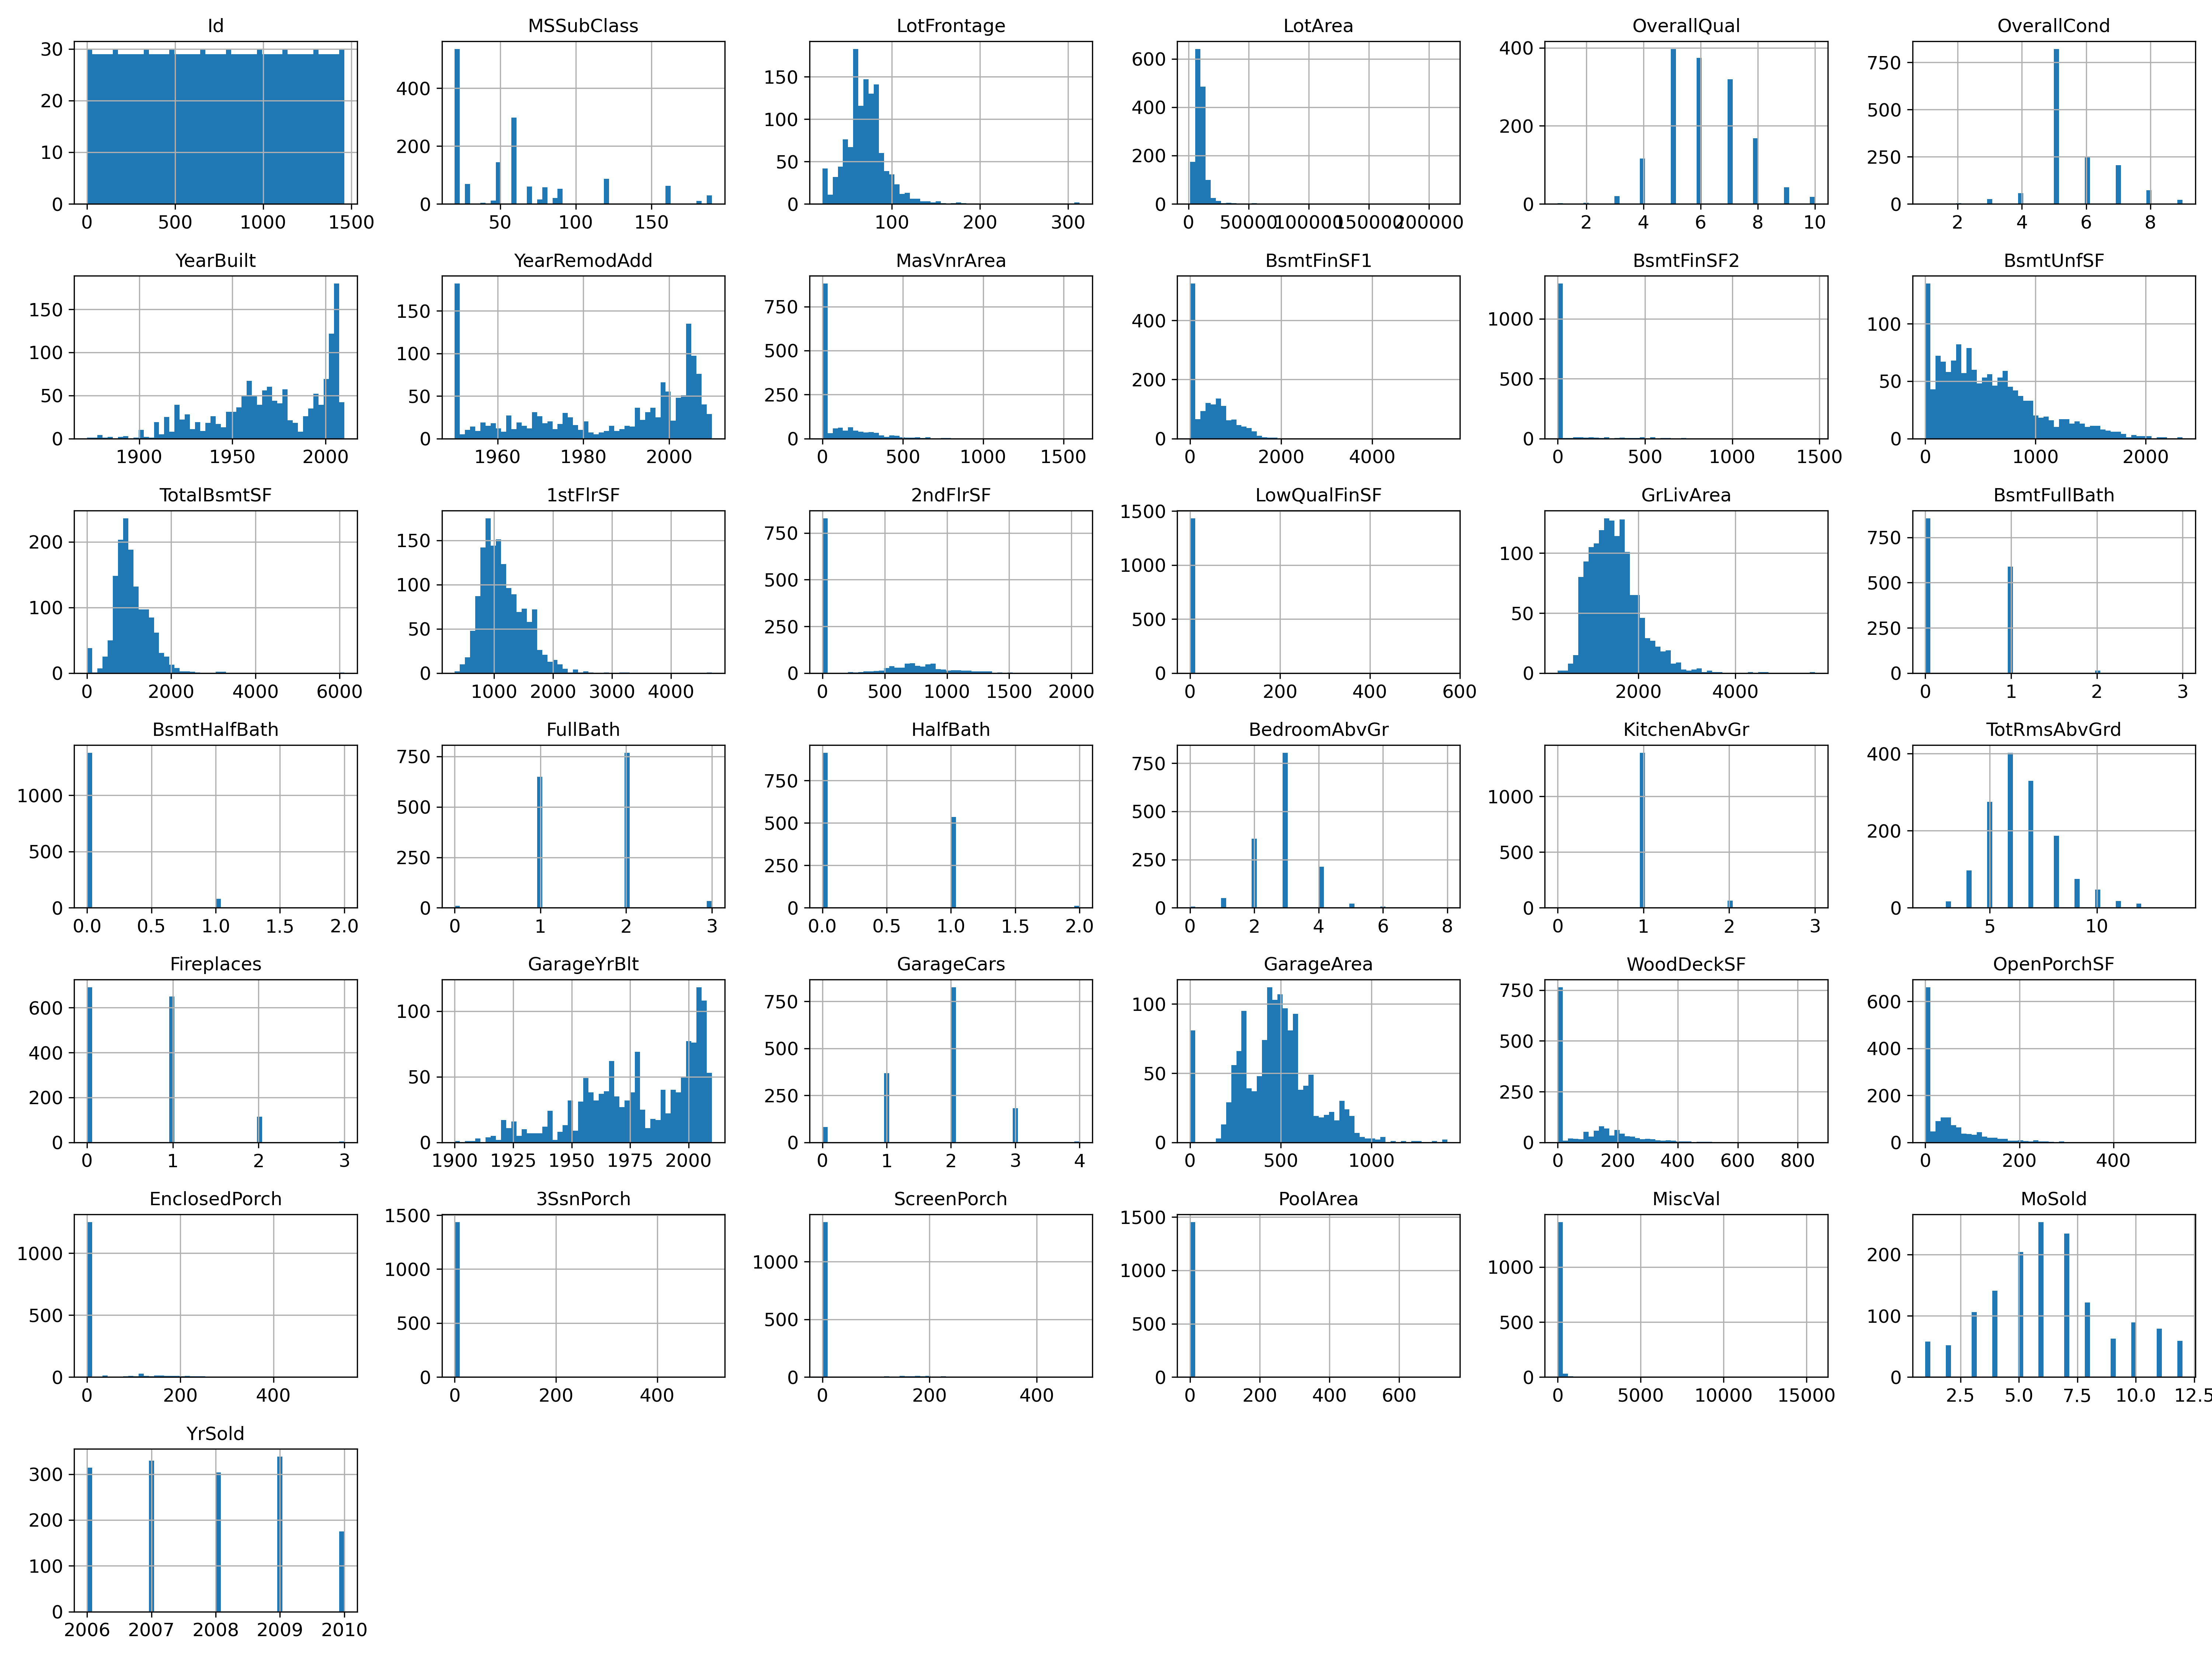 Id MSSubClass LotFrontage LotArea OverallQual OverallCond
30 20 10 0
0 500 1000 1500
400 200 0
50 100 150
150 100 50 0
100 200 300
600 400 200 0
0 50000 100000 150000 200000
400 200 0
2 4 6 8 10
750 500 250 0
2 4 6 8
YearBuilt YearRemodAdd MasVnrArea BsmtFinSF1 BsmtFinSF2 BsmtUnfSF
150 100 50 0
1900 1950 2000
150 100 50 0
1960 1980 2000
750 500 250 0
0 500 1000 1500
400 200 0
0 2000 4000
1000 500 0
0 500 1000 1500
100 50 0
0 1000 2000
TotalBsmtSF 1stFlrSF 2ndFlrSF LowQualFinSF GrLivArea BsmtFullBath
200 100 0
0 2000 4000 6000
150 100 50 0
1000 2000 3000 4000
750 500 250 0
0 500 1000 1500 2000
1500 1000 500 0
0 200 400 600
100 50 0
2000 4000
750 500 250 0
0 1 2 3
BsmtHalfBath FullBath HalfBath BedroomAbvGr KitchenAbvGr TotRmsAbvGrd
1000 500 0
0.0 0.5 1.0 1.5 2.0
750 500 250 0
0 1 2 3
750 500 250 0
0.0 0.5 1.0 1.5 2.0
750 500 250 0
0 2 4 6 8
1000 500 0
0 1 2 3
400 200 0
5 10
Fireplaces GarageYrBlt GarageCars GarageArea WoodDeckSF OpenPorchSF
600 400 200 0
0 1 2 3
100 50 0
1900 1925 1950 1975 2000
750 500 250 0
0 1 2 3 4
100 50 0
0 500 1000
750 500 250 0
0 200 400 600 800
600 400 200 0
0 200 400
EnclosedPorch 3SsnPorch ScreenPorch PoolArea MiscVal MoSold
1000 500 0
0 200 400
1500 1000 500 0
0 200 400
1000 500 0
0 200 400
1500 1000 500 0
0 200 400 600
1000 500 0
0 5000 10000 15000
200 100 0
2.5 5.0 7.5 10.0 12.5
YrSold
300 200 100 0
2006 2007 2008 2009 2010